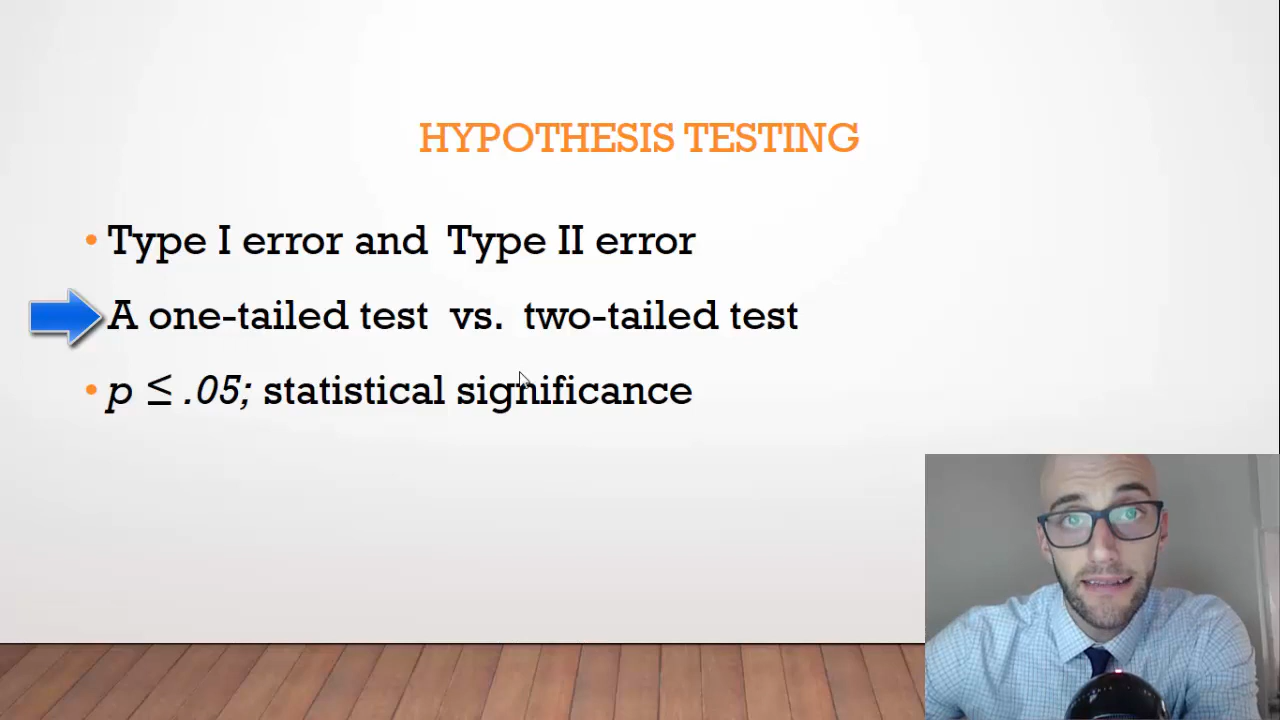 HYPOTHESIS TESTING
• Type I error and Type II error
A one-tailed test vs. two-tailed test
• p ≤ .05; statistical significance